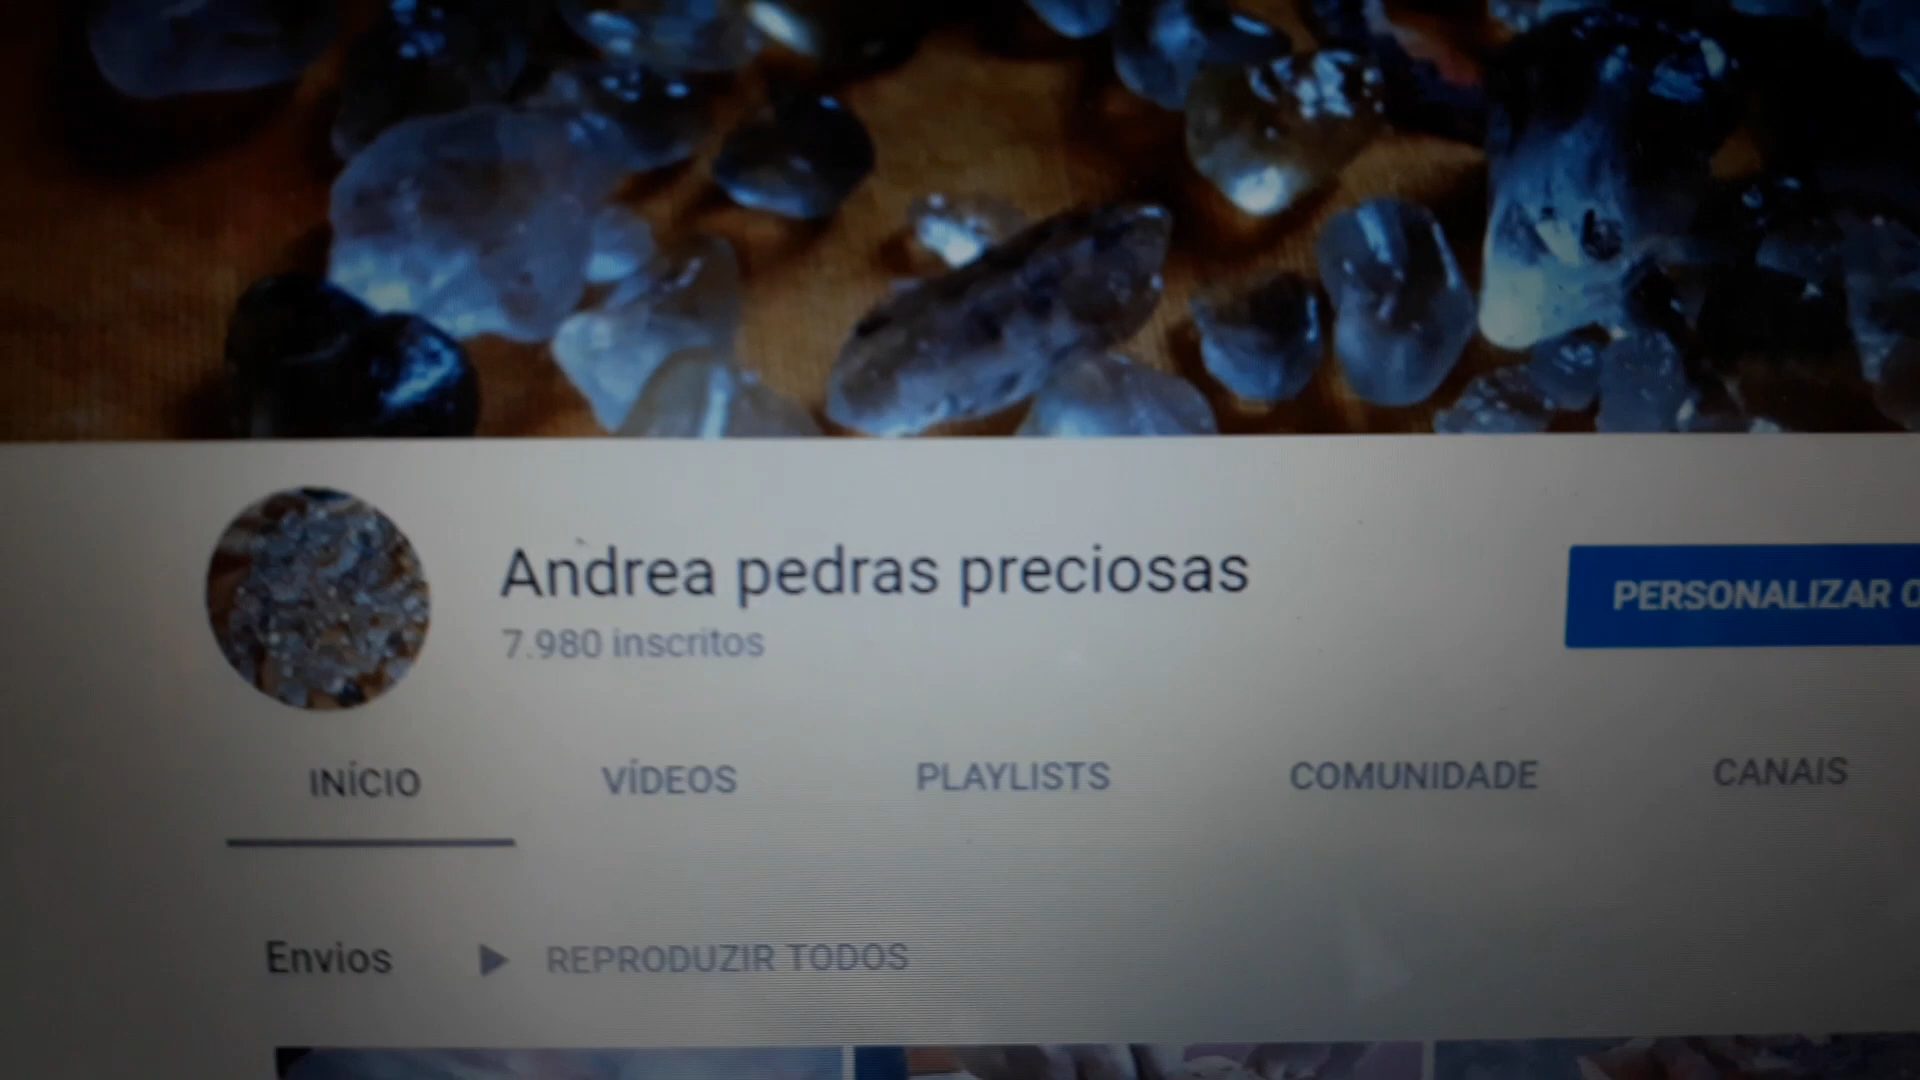 Andrea pedras preciosas
7.980 inscritos
PERSONALIZAR
INÍCIO
VÍDEOS
PLAYLISTS
COMUNIDADE
CANAIS
Envios
REPRODUZIR TODOS